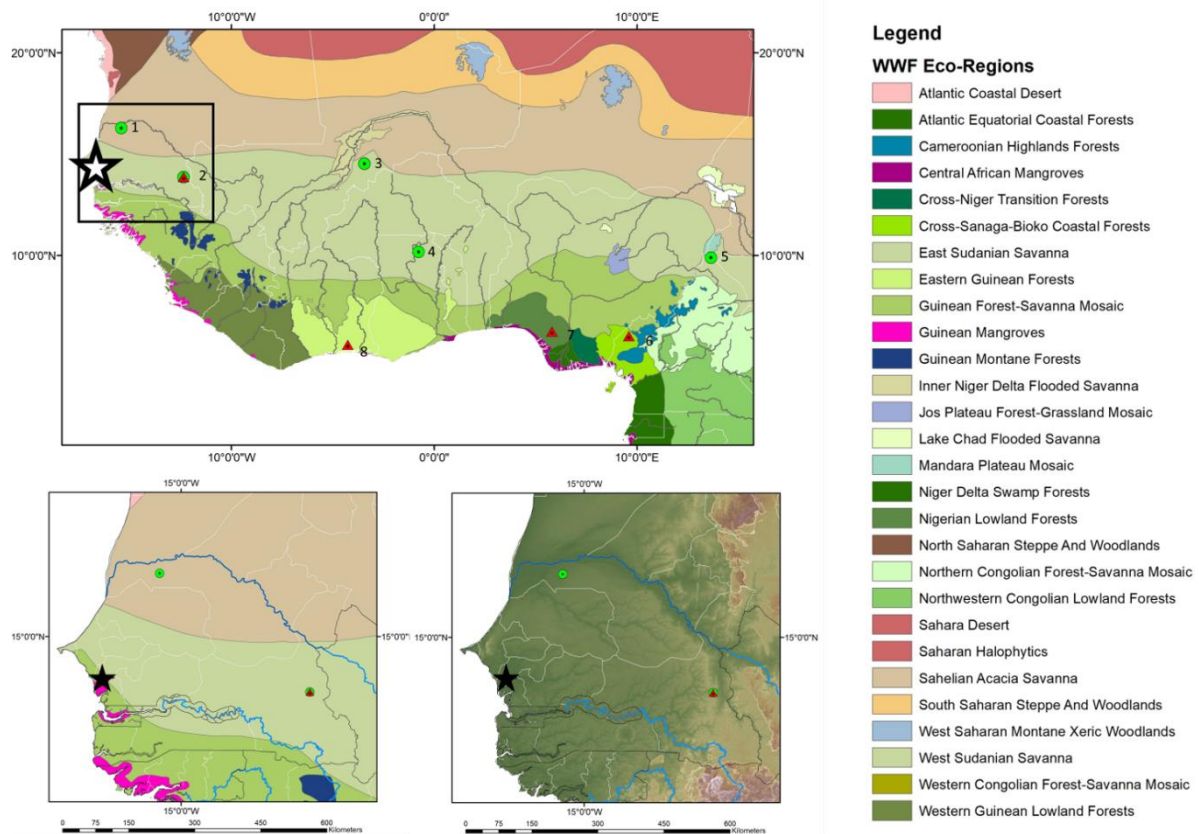 10°0'0"W
0°0'0"
10°0'0"E
20°0'0"N
20°0'0"N
1
2
3
4
5
10°0'0"N
10°0'0"N
6
7
8
10°0'0"W
0°0'0"
10°0'0"E
15°0'0"W
15°0'0"W
15°0'0"N
15°0'0"N
15°0'0"N
15°0'0"W
15°0'0"W
0 75 150 300 450 600
Kilometers
0 75 150 300 450 600
Kilometers
Legend
WWF Eco-Regions
Atlantic Coastal Desert
Atlantic Equatorial Coastal Forests
Cameroonian Highlands Forests
Central African Mangroves
Cross-Niger Transition Forests
Cross-Sanaga-Bioko Coastal Forests
East Sudanian Savanna
Eastern Guinean Forests
Guinean Forest-Savanna Mosaic
Guinean Mangroves
Guinean Montane Forests
Inner Niger Delta Flooded Savanna
Jos Plateau Forest-Grassland Mosaic
Lake Chad Flooded Savanna
Mandara Plateau Mosaic
Niger Delta Swamp Forests
Nigerian Lowland Forests
North Saharan Steppe And Woodlands
Northern Congolian Forest-Savanna Mosaic
Northwestern Congolian Lowland Forests
Sahara Desert
Saharan Halophytics
Sahelian Acacia Savanna
South Saharan Steppe And Woodlands
West Saharan Montane Xeric Woodlands
West Sudanian Savanna
Western Congolian Forest-Savanna Mosaic
Western Guinean Lowland Forests